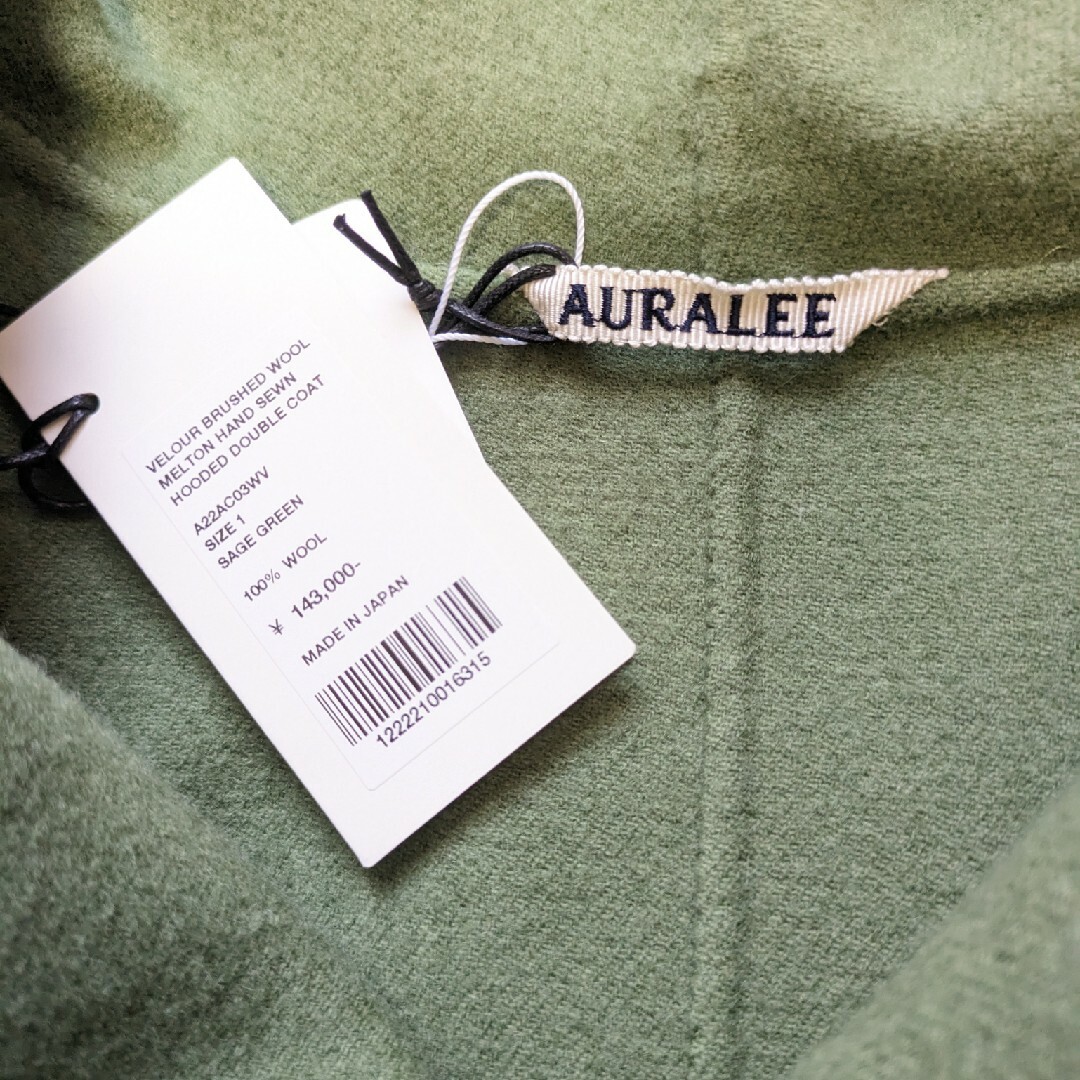 AURALEE
VELOUR BRUSHED WOOL
MELTON HAND SEWN
HOODED DOUBLE COAT
A22AC03WV
SIZE 1
SAGE GREEN
100% WOOL
¥ 143,000-
MADE IN JAPAN
1222210016315